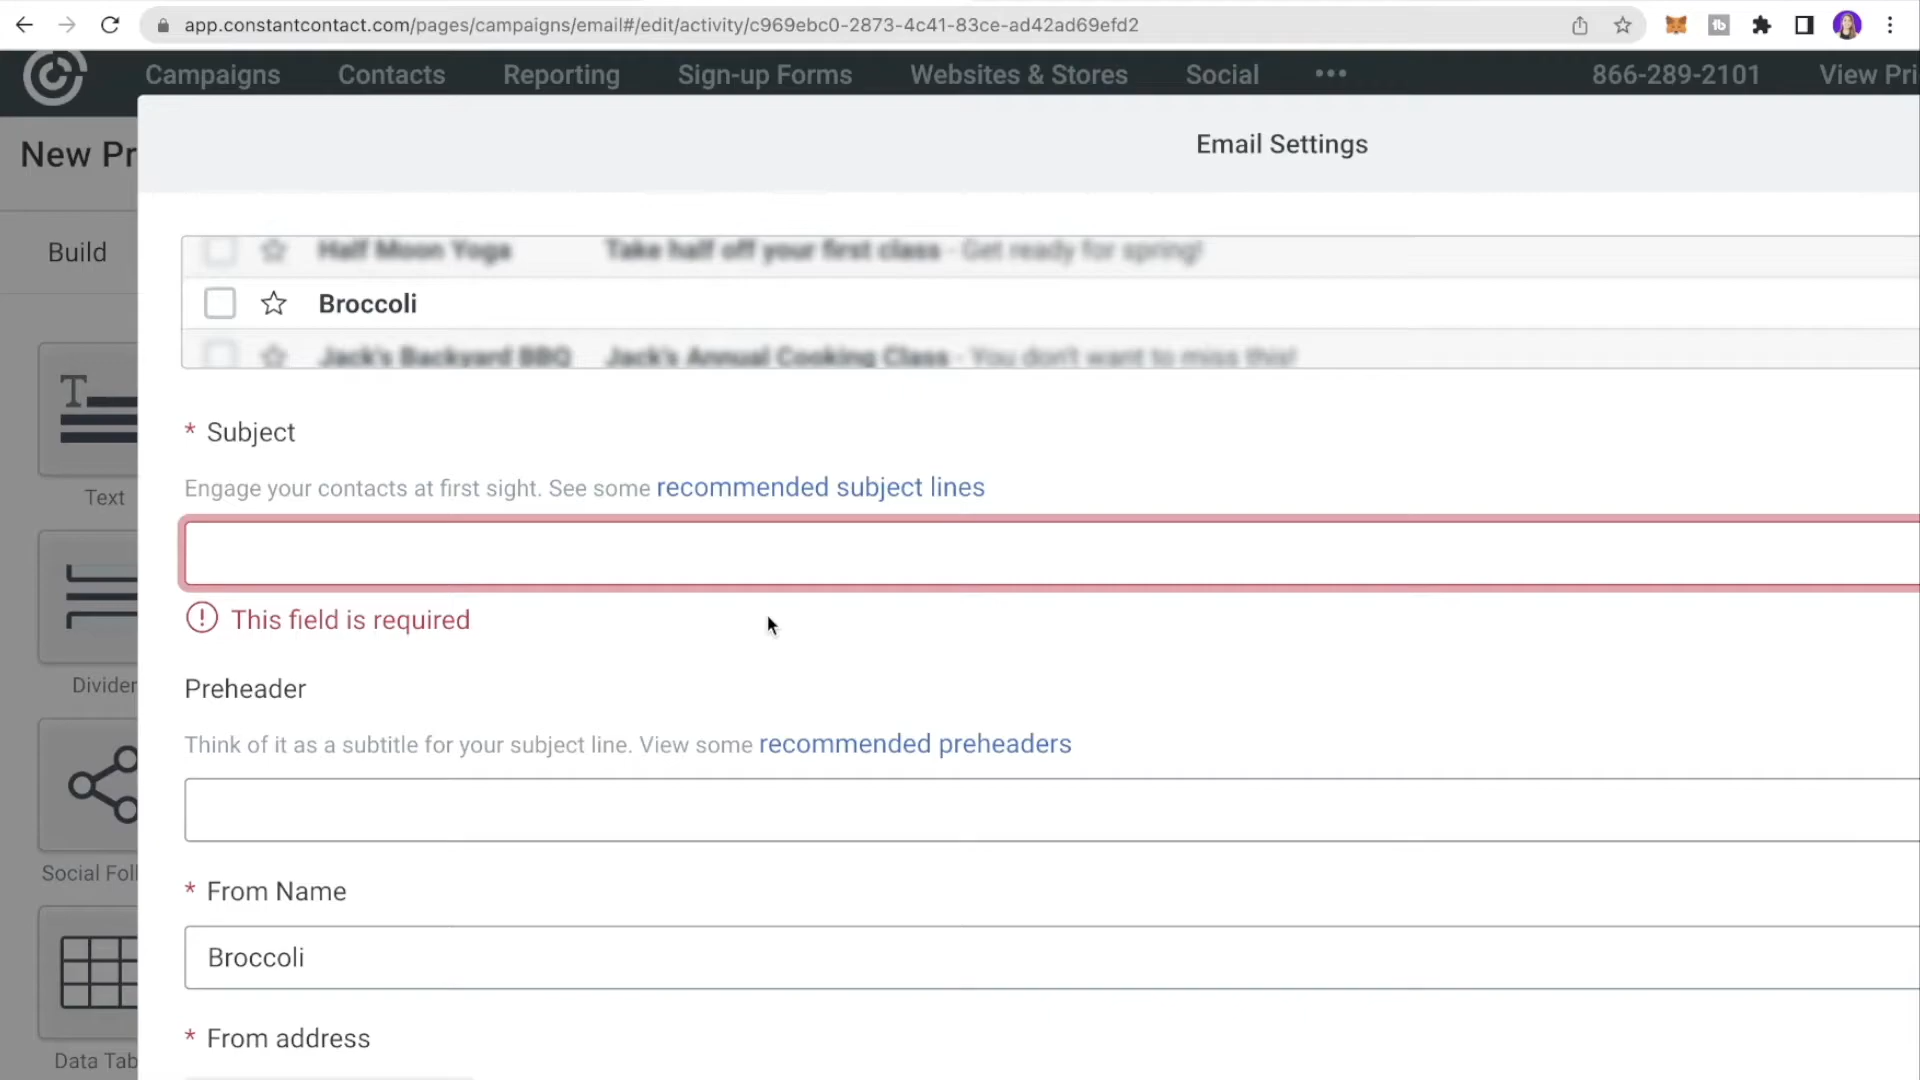 app.constantcontact.com/pages/campaigns/email#/edit/activity/c969ebc0-2873-4c41-83ce-ad42ad69efd2
Campaigns Contacts Reporting Sign-up Forms Websites & Stores Social ••• 866-289-2101 View Pri
New Pr
Email Settings
Build
Half Moon Yoga Take half off your first class - Get ready for spring!
Broccoli
Jack's Backyard BBQ Jack's Annual Cooking Class - You don't want to miss this!
* Subject
Engage your contacts at first sight. See some recommended subject lines
Text
This field is required
Divider
Preheader
Think of it as a subtitle for your subject line. View some recommended preheaders
Social Foll
* From Name
Broccoli
* From address
Data Tab